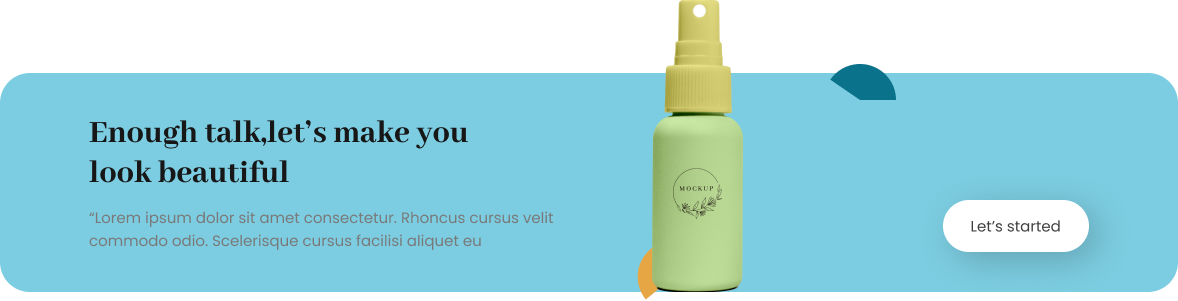 Enough talk,let’s make you
look beautiful
“Lorem ipsum dolor sit amet consectetur. Rhoncus cursus velit
commodo odio. Scelerisque cursus facilisi aliquet eu
MOCKUP
Let’s started